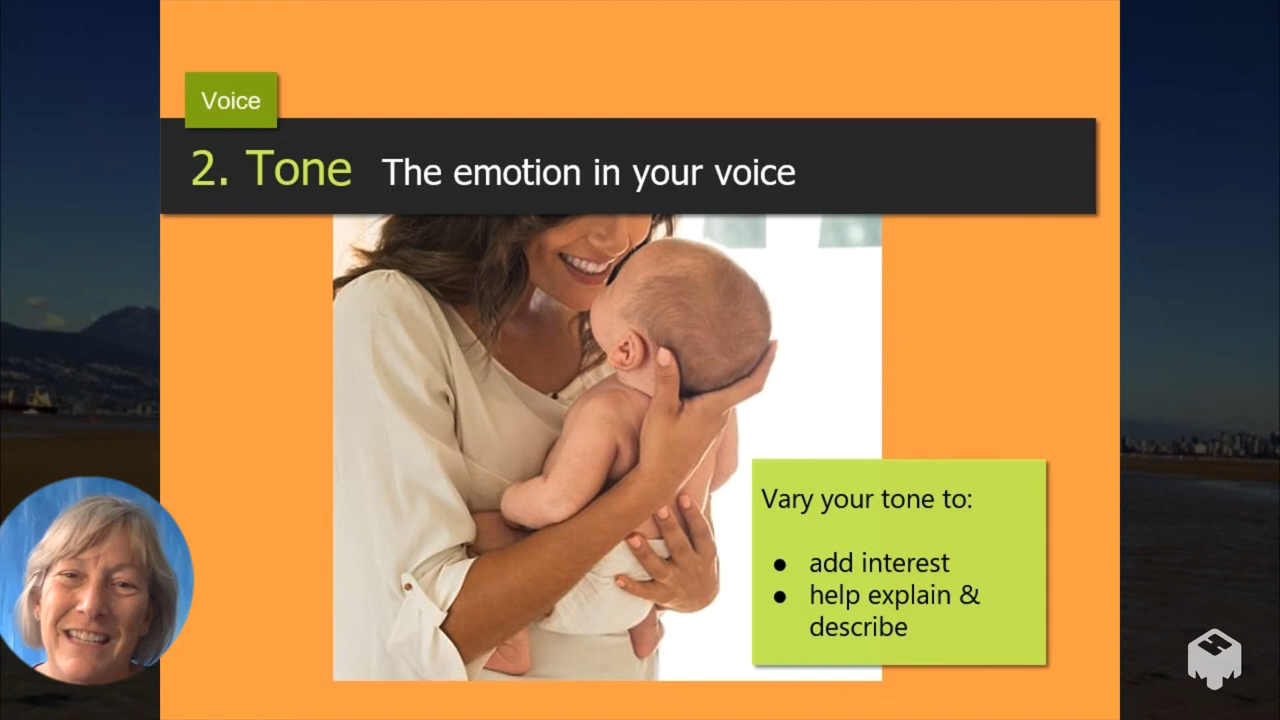 Voice
2. Tone The emotion in your voice
Vary your tone to:
● add interest
● help explain &
describe